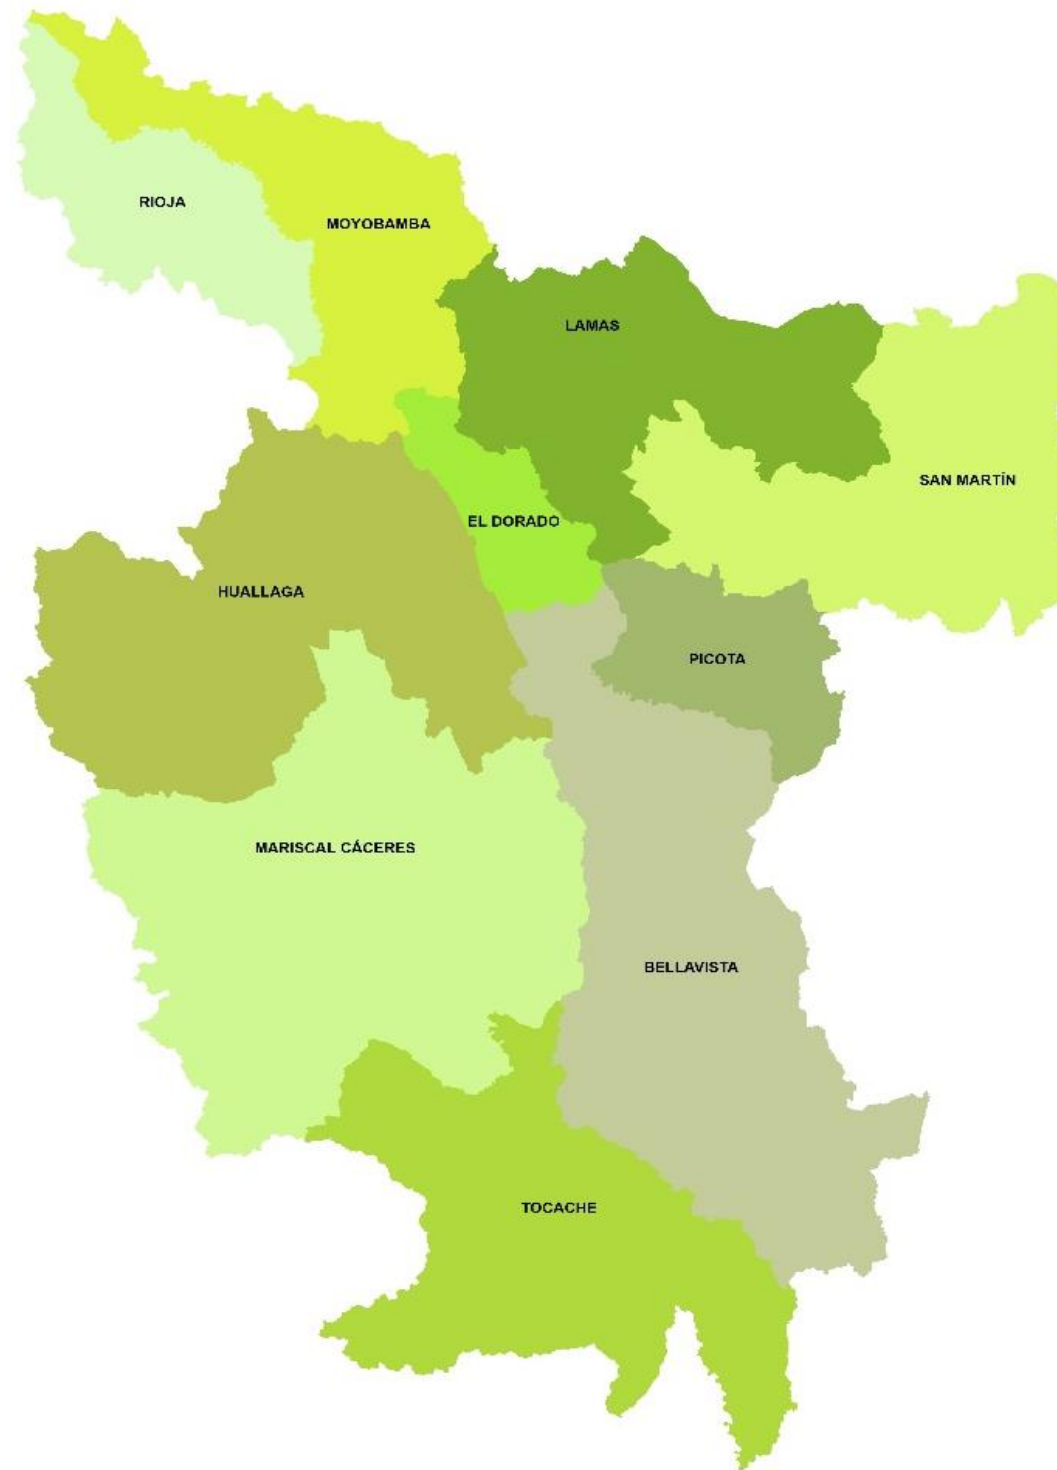 RIOJA
MOYOBAMBA
LAMAS
SAN MARTÍN
EL DORADO
HUALLAGA
PICOTA
MARISCAL CÁCERES
BELLAVISTA
TOCACHE